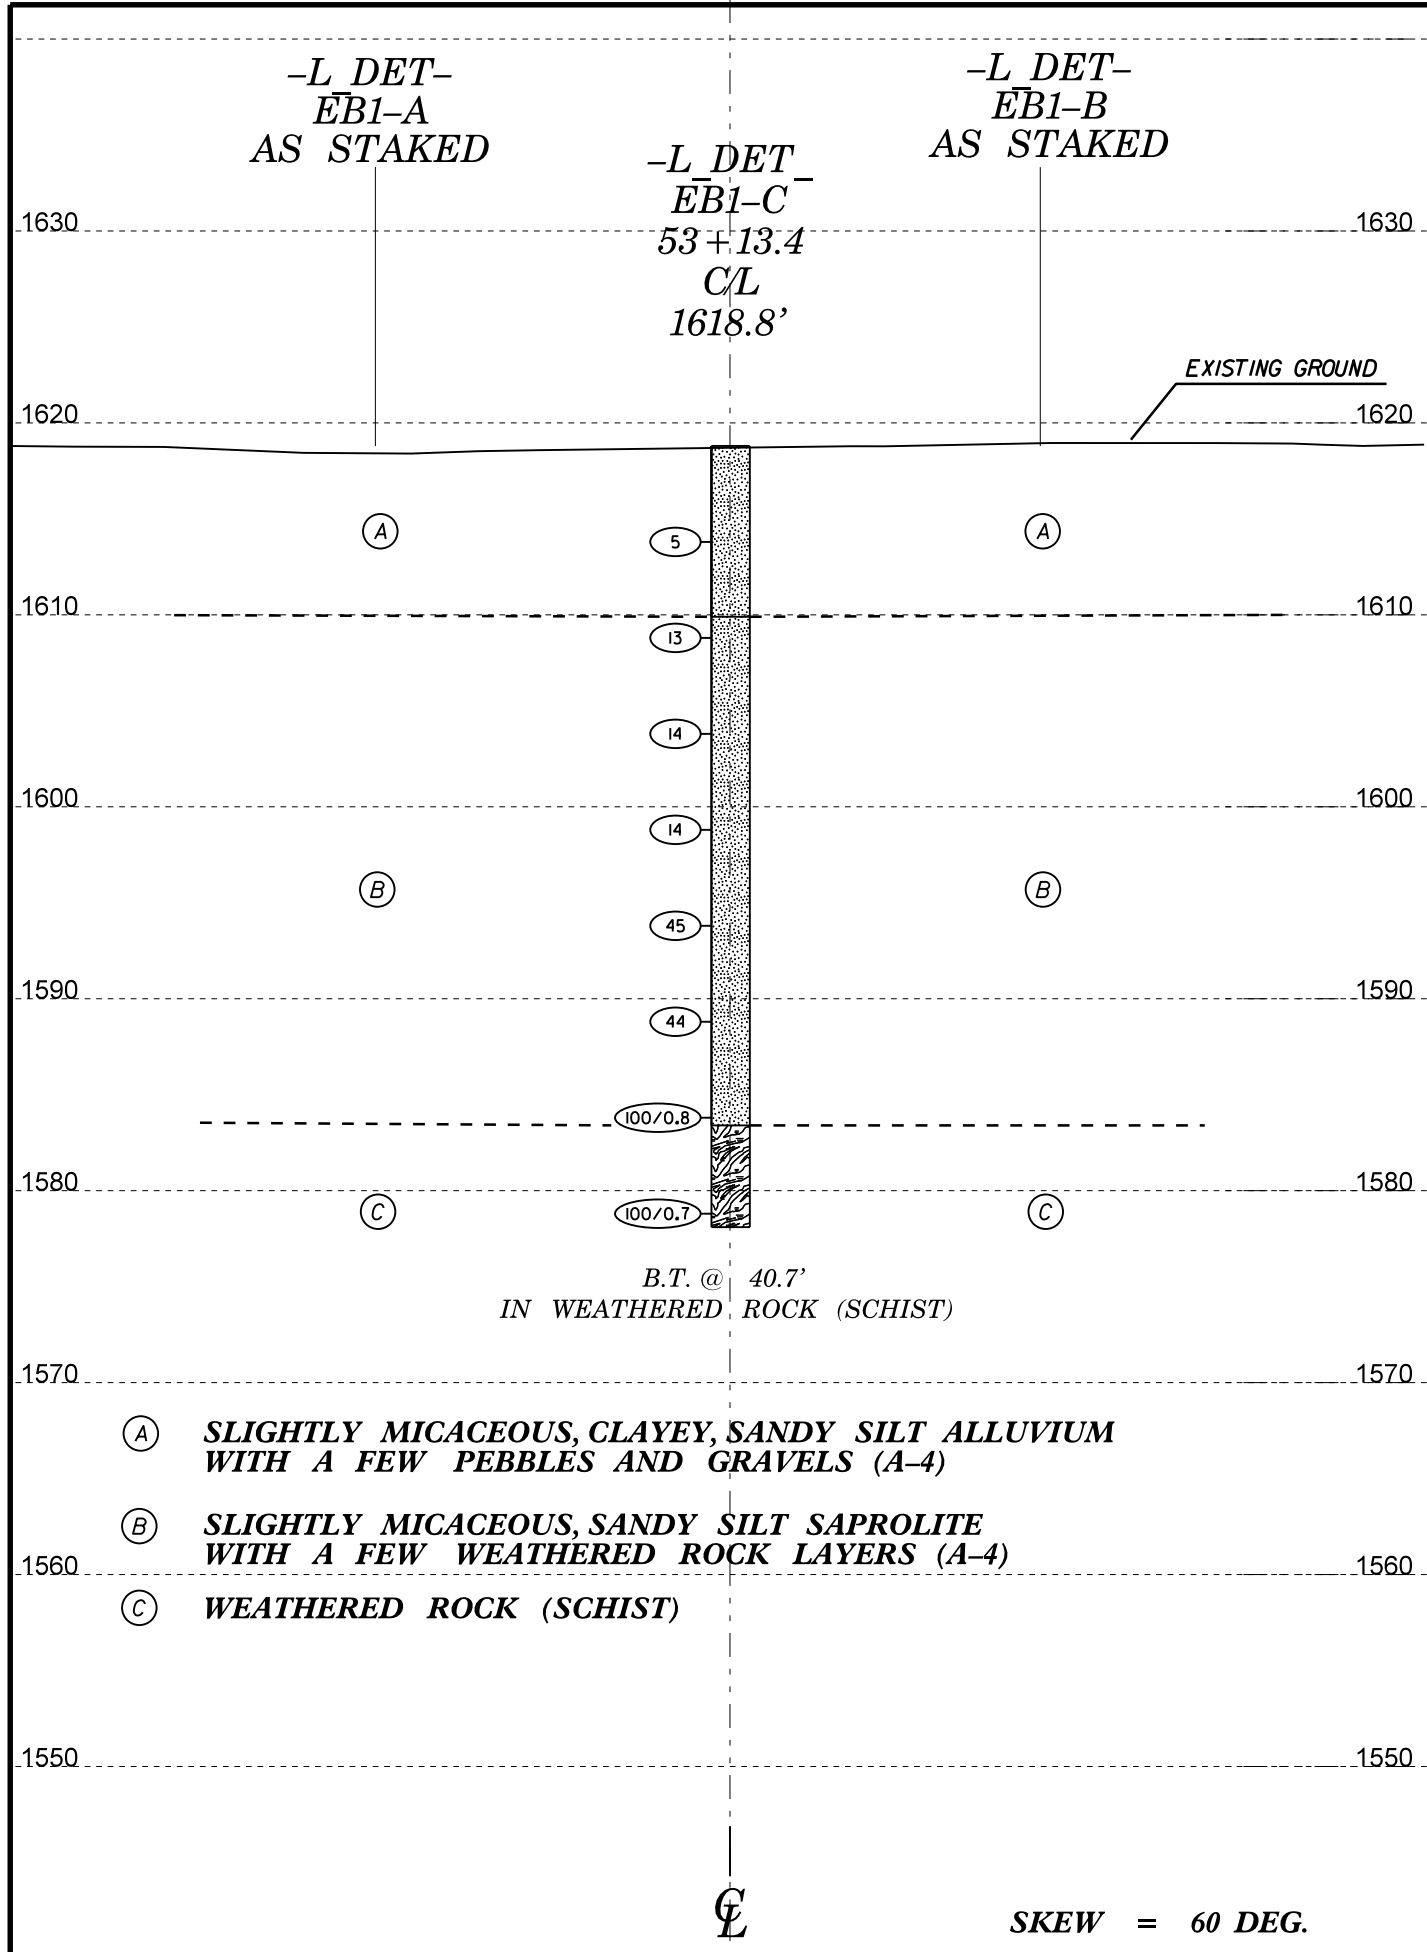 –L_DET–
EB1–A
AS STAKED
–L_DET–
EB1–B
AS STAKED
–L_DET_
EB1–C
53+13.4
C/L
1618.8’
1630
1630
EXISTING GROUND
1620
1620
A
5
A
1610
1610
13
14
1600
1600
14
B
B
45
1590
1590
44
100/0.8
1580
1580
C
100/0.7
C
B.T. @ 40.7’
IN WEATHERED ROCK (SCHIST)
1570
1570
A SLIGHTLY MICACEOUS, CLAYEY, SANDY SILT ALLUVIUM
WITH A FEW PEBBLES AND GRAVELS (A–4)
B SLIGHTLY MICACEOUS, SANDY SILT SAPROLITE
WITH A FEW WEATHERED ROCK LAYERS (A–4)
1560
1560
C WEATHERED ROCK (SCHIST)
1550
1550
CL
SKEW = 60 DEG.